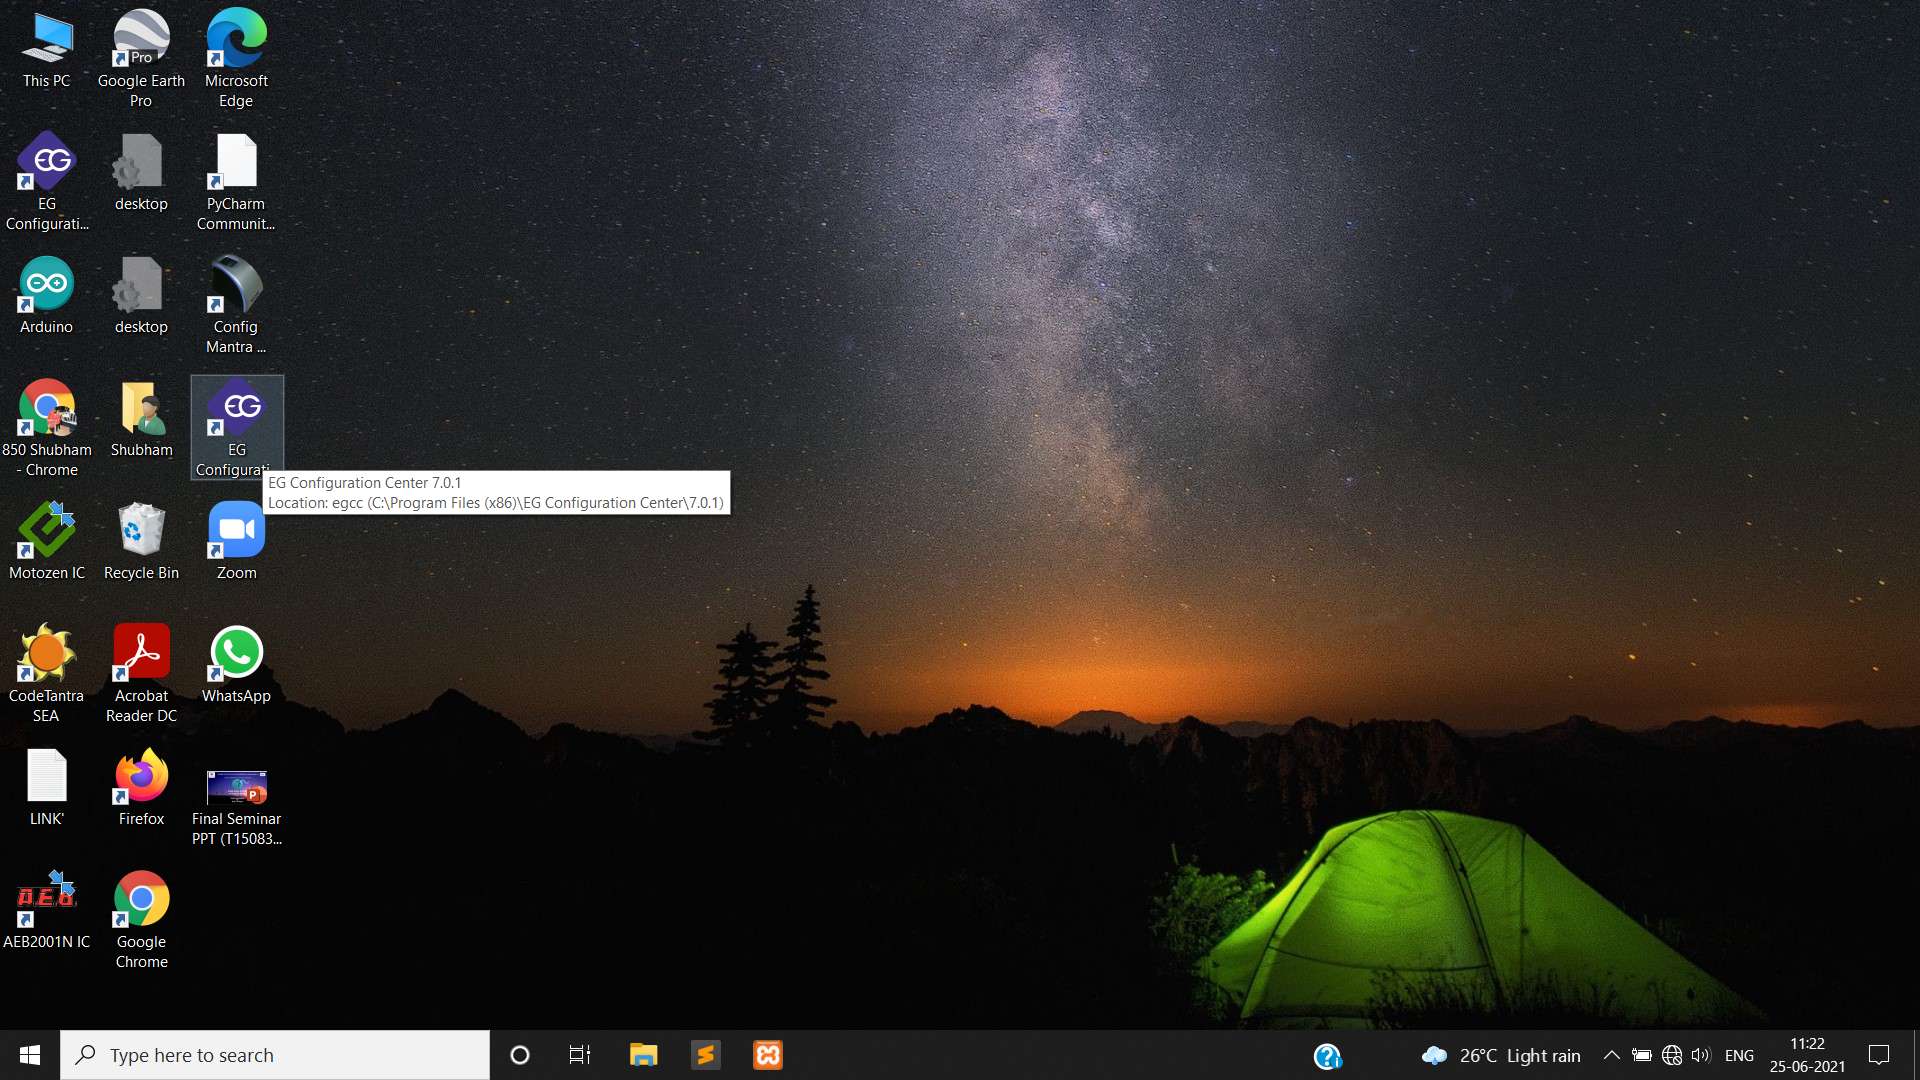 This PC
Pro
Google Earth
Pro
Microsoft
Edge
EG
EG
Configurati...
desktop
PyCharm
Communit...
Arduino
desktop
Config
Mantra ...
850 Shubham
- Chrome
Shubham
EG
EG
Configurati...
EG Configuration Center 7.0.1
Location: egcc (C:\Program Files (x86)\EG Configuration Center\7.0.1)
Motozen IC
Recycle Bin
Zoom
CodeTantra
SEA
Acrobat
Reader DC
WhatsApp
LINK'
Firefox
P
Final Seminar
PPT (T15083...
A.E.B.
AEB2001N IC
Google
Chrome
Type here to search
26°C Light rain
ENG
11:22
25-06-2021